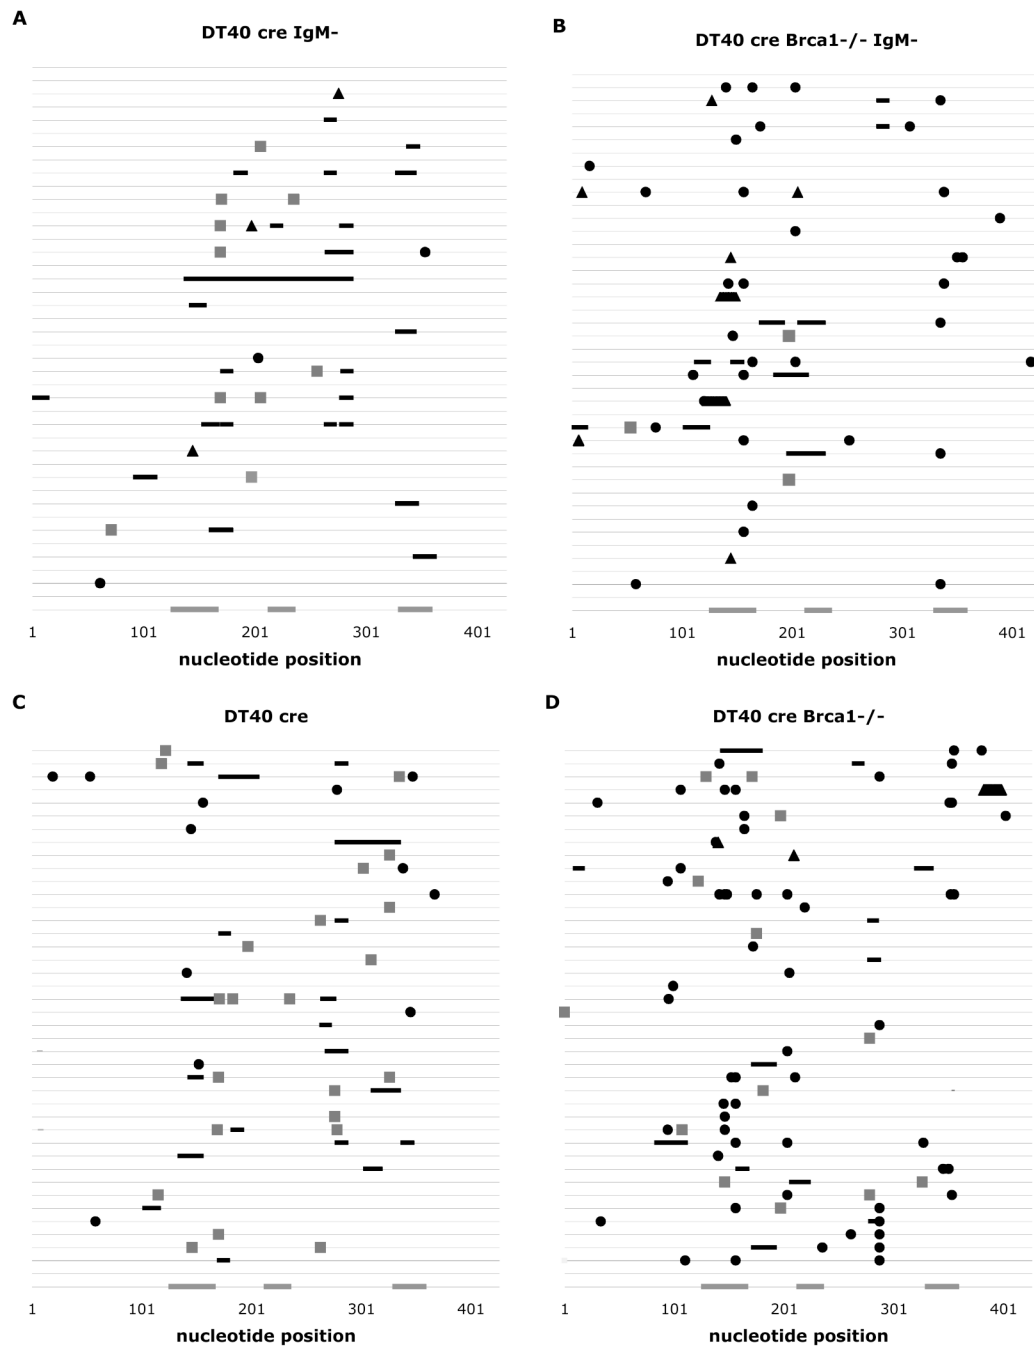 A
DT40 cre IgM-
B
DT40 cre Brca1-/- IgM-
1 101 201 301 401
nucleotide position
1 101 201 301 401
nucleotide position
C
DT40 cre
D
DT40 cre Brca1-/-
1 101 201 301 401
nucleotide position
1 101 201 301 401
nucleotide position